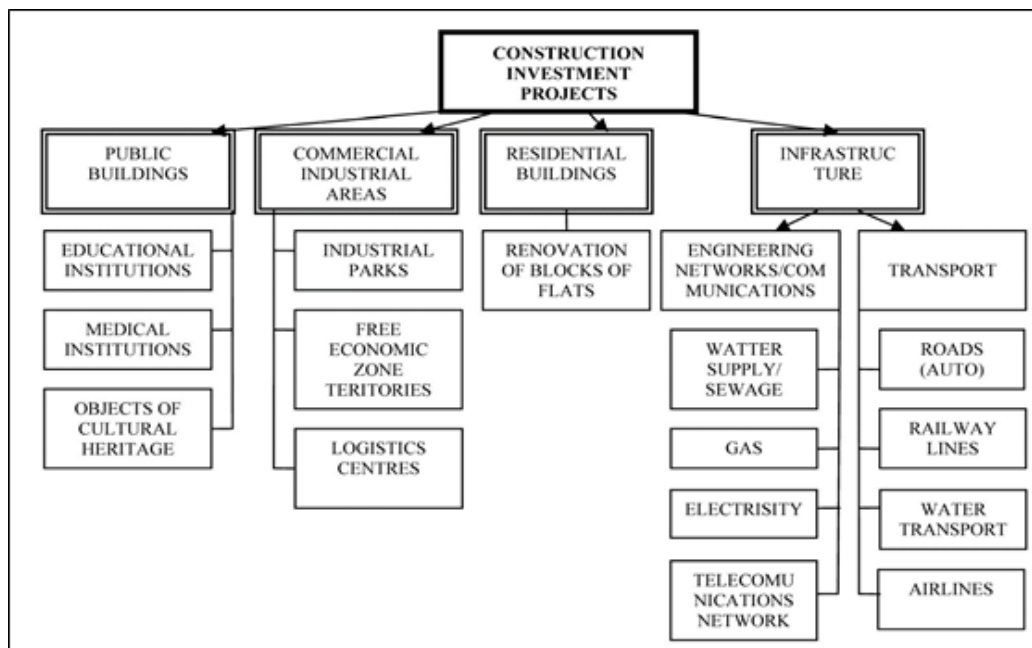 CONSTRUCTION
INVESTMENT
PROJECTS
PUBLIC
BUILDINGS
COMMERCIAL
INDUSTRIAL
AREAS
RESIDENTIAL
BUILDINGS
INFRASTRUC
TURE
EDUCATIONAL
INSTITUTIONS
MEDICAL
INSTITUTIONS
OBJECTS OF
CULTURAL
HERITAGE
INDUSTRIAL
PARKS
FREE
ECONOMIC
ZONE
TERITORIES
LOGISTICS
CENTRES
RENOVATION
OF BLOCKS OF
FLATS
ENGINEERING
NETWORKS/COM
MUNICATIONS
WATTER
SUPPLY/
SEWAGE
GAS
ELECTRISITY
TELECOMU
NICATIONS
NETWORK
TRANSPORT
ROADS
(AUTO)
RAILWAY
LINES
WATER
TRANSPORT
AIRLINES